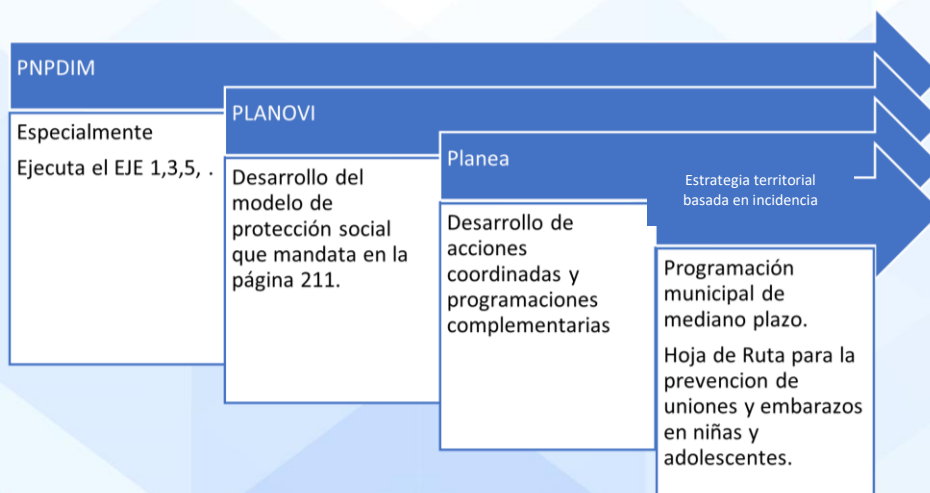 PNPDIM
Especialmente
Ejecuta el EJE 1,3,5, .
PLANOVI
Desarrollo del
modelo de
protección social
que mandata en la
página 211.
Planea
Desarrollo de
acciones
coordinadas y
programaciones
complementarias
Estrategia territorial
basada en incidencia
Programación
municipal de
mediano plazo.
Hoja de Ruta para la
prevencion de
uniones y embarazos
en niñas y
adolescentes.